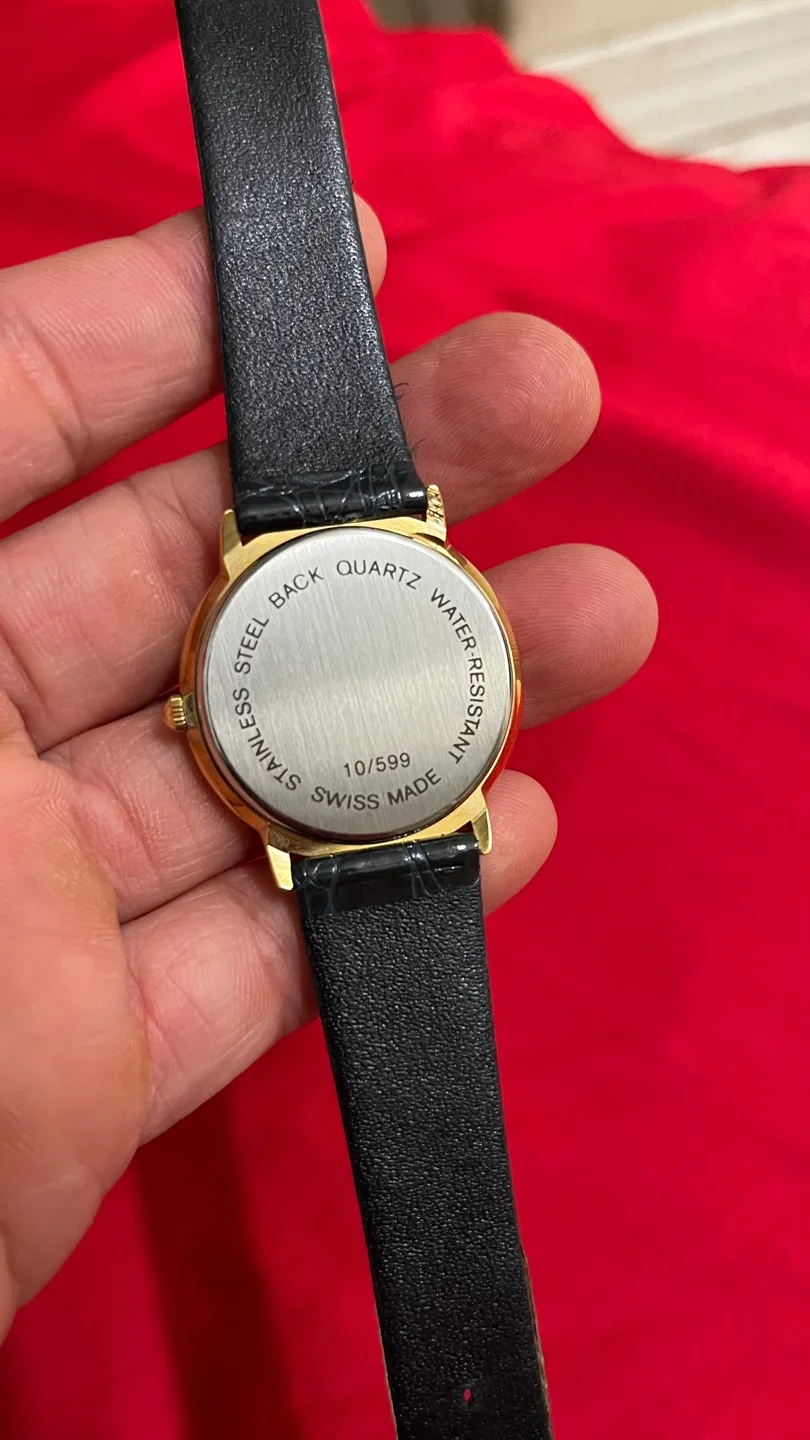 STAINLESS STEEL BACK QUARTZ WATER-RESISTANT
10/599
SWISS MADE